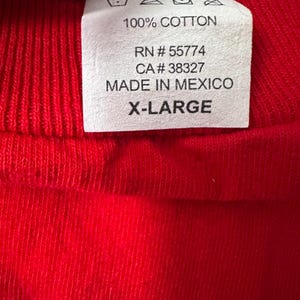 100% COTTON
RN # 55774
CA # 38327
MADE IN MEXICO
X-LARGE